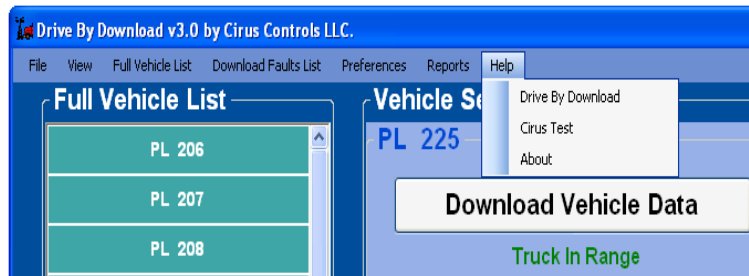 Drive By Download v3.0 by Cirus Controls LLC.
File View Full Vehicle List Download Faults List Preferences Reports Help
Drive By Download
Cirus Test
About
Full Vehicle List
PL 206
PL 207
PL 208
Vehicle Se
PL 225
Download Vehicle Data
Truck In Range